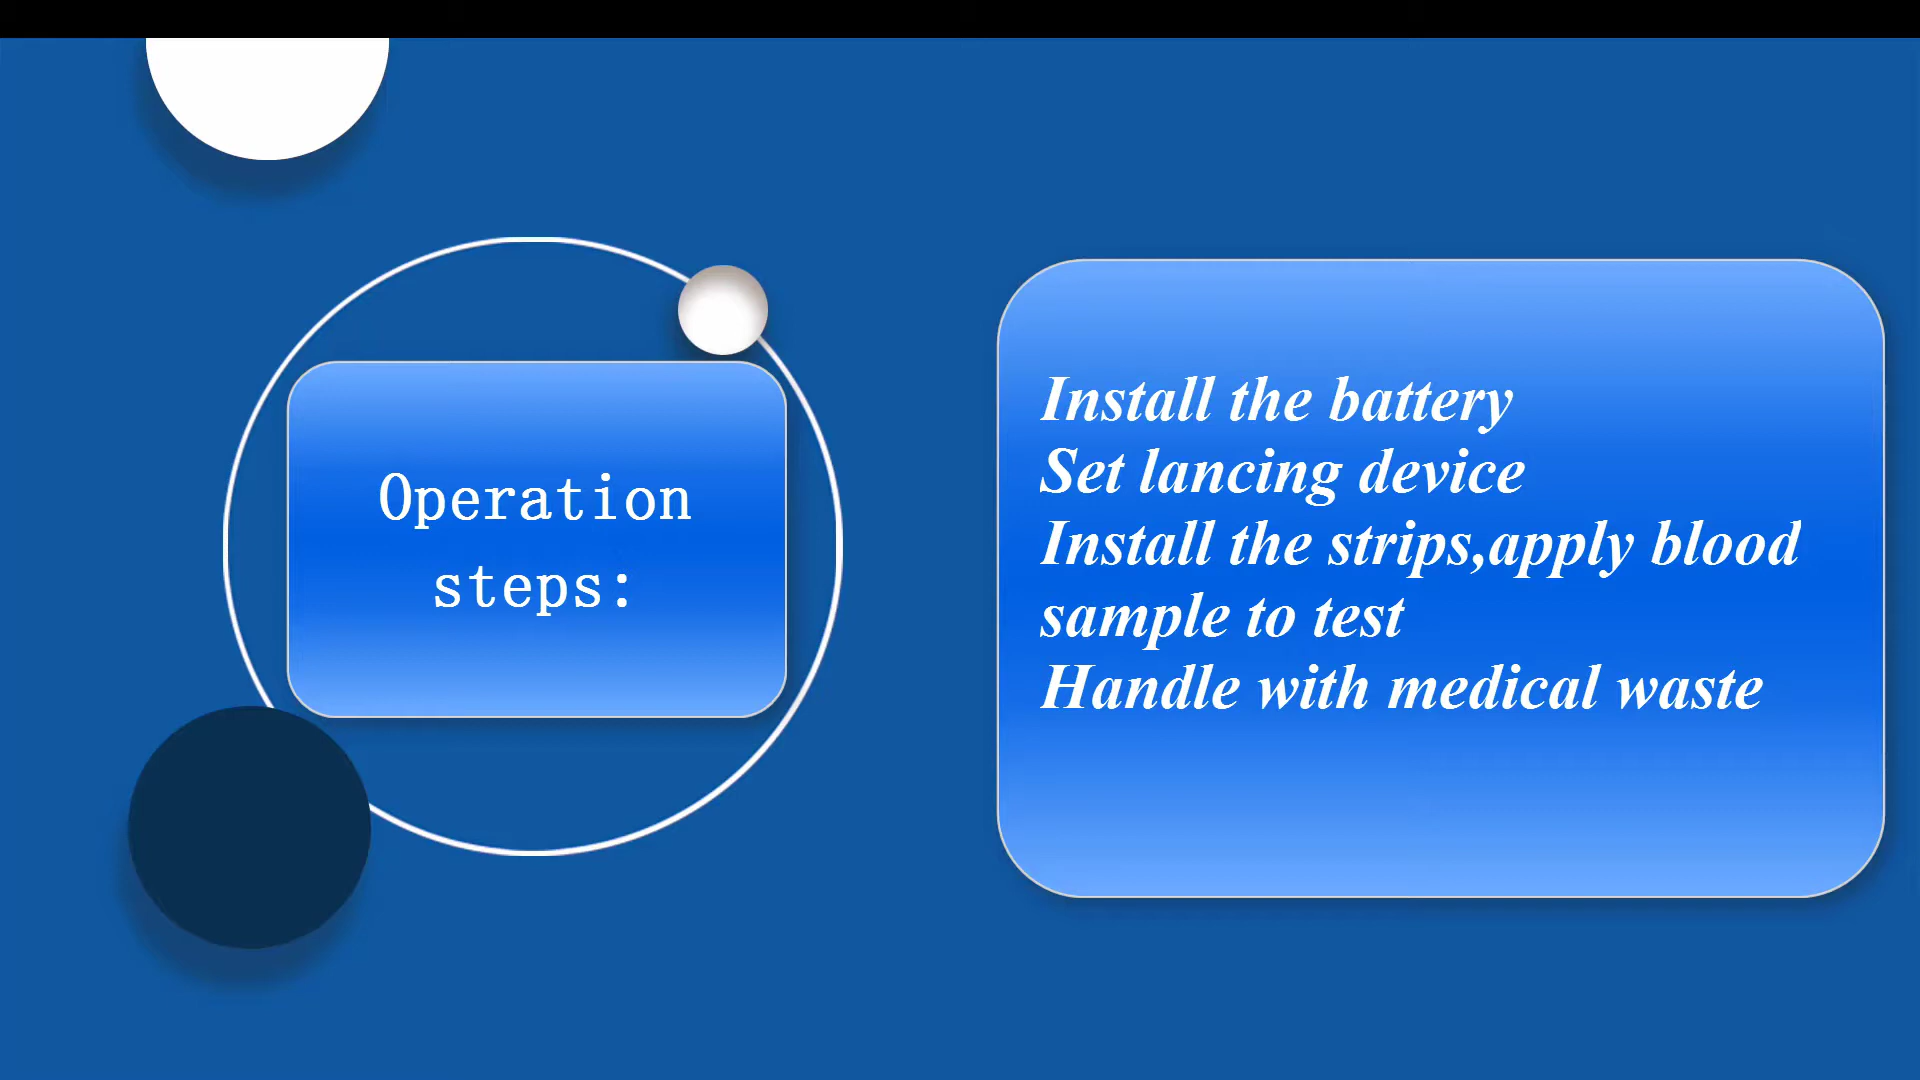 Operation
steps:
Install the battery
Set lancing device
Install the strips,apply blood
sample to test
Handle with medical waste